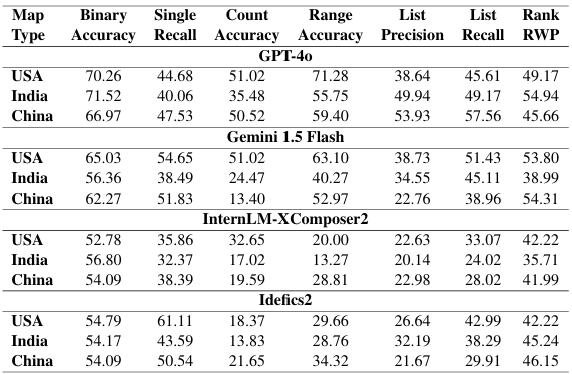 Map Binary Single Count Range List List Rank
Type Accuracy Recall Accuracy Accuracy Precision Recall RWP
GPT-4o
USA 70.26 44.68 51.02 71.28 38.64 45.61 49.17
India 71.52 40.06 35.48 55.75 49.94 49.17 54.94
China 66.97 47.53 50.52 59.40 53.93 57.56 45.66
Gemini 1.5 Flash
USA 65.03 54.65 51.02 63.10 38.73 51.43 53.80
India 56.36 38.49 24.47 40.27 34.55 45.11 38.99
China 62.27 51.83 13.40 52.97 22.76 38.96 54.31
InternLM-XComposer2
USA 52.78 35.86 32.65 20.00 22.63 33.07 42.22
India 56.80 32.37 17.02 13.27 20.14 24.02 35.71
China 54.09 38.39 19.59 28.81 22.98 28.02 41.99
Idefics2
USA 54.79 61.11 18.37 29.66 26.64 42.99 42.22
India 54.17 43.59 13.83 28.76 32.19 38.29 45.24
China 54.09 50.54 21.65 34.32 21.67 29.91 46.15